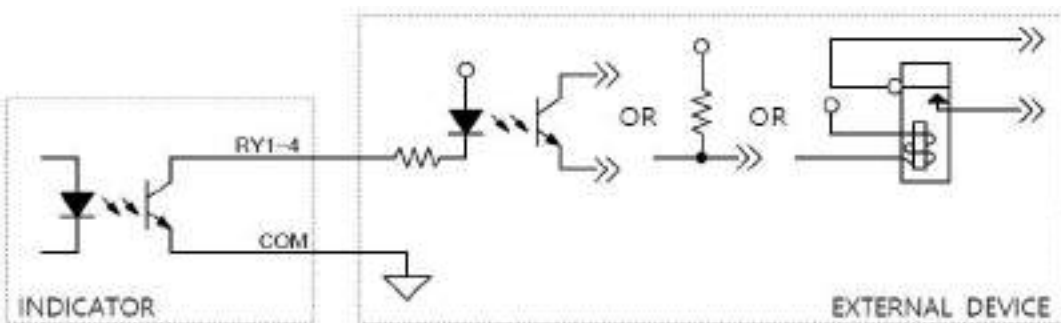 RY1-4
OR
OR
COM
INDICATOR
EXTERNAL DEVICE